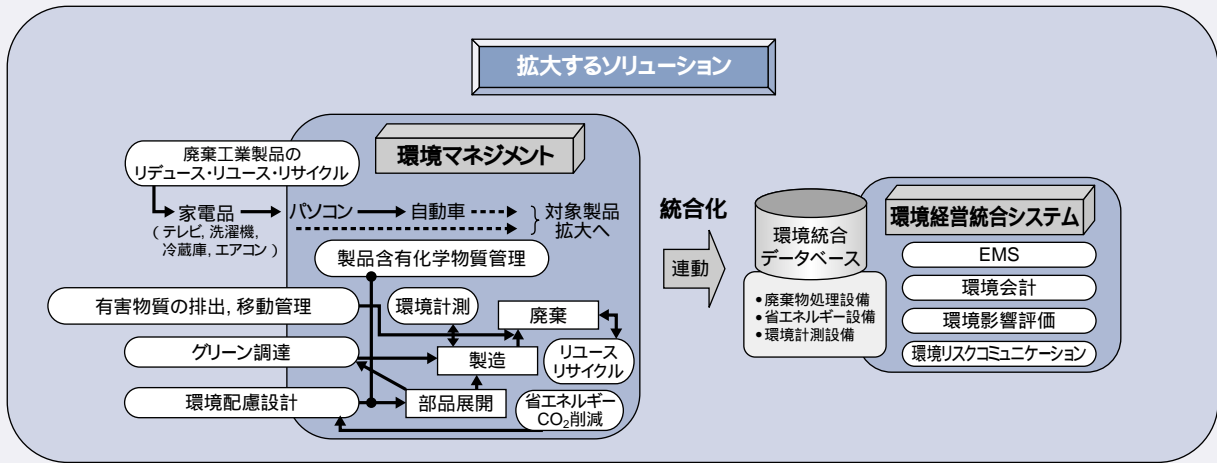 拡大するソリューション
環境マネジメント
廃棄工業製品の
リデュース・リユース・リサイクル
家電品
パソコン
自動車
対象製品
拡大へ
(テレビ, 洗濯機,
冷蔵庫, エアコン)
製品含有化学物質管理
有害物質の排出, 移動管理
環境計測
廃棄
グリーン調達
製造
リユース
リサイクル
環境配慮設計
部品展開
省エネルギー
CO₂削減
統合化
連動
環境統合
データベース
•廃棄物処理設備
•省エネルギー設備
•環境計測設備
環境経営統合システム
EMS
環境会計
環境影響評価
環境リスクコミュニケーション